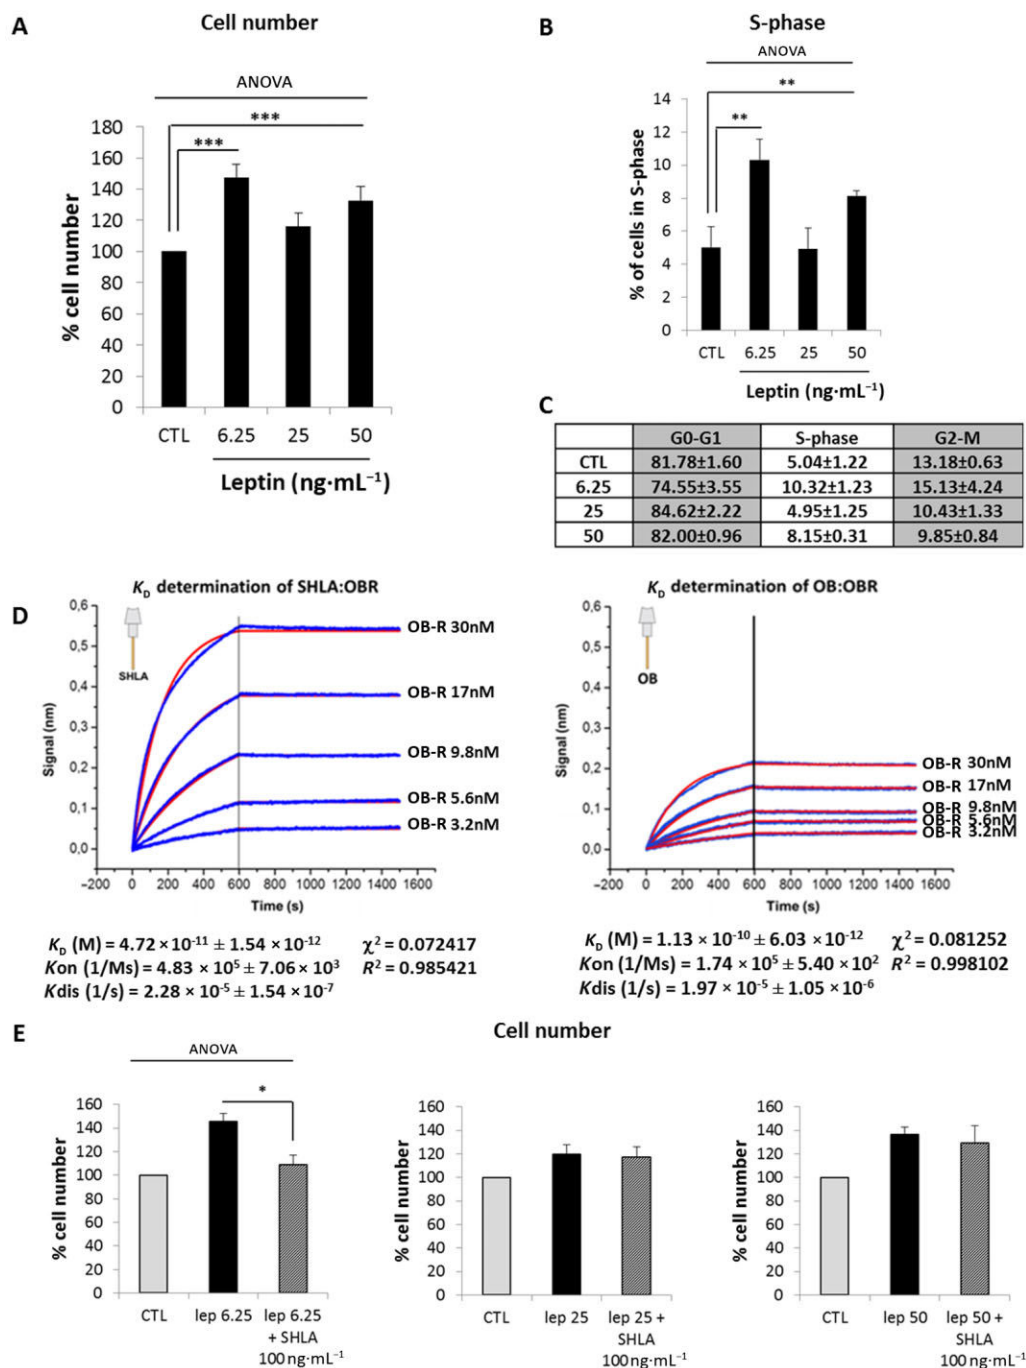 A
Cell number
ANOVA
***
***
180
160
140
120
100
80
60
40
20
0
% cell number
CTL 6.25 25 50
Leptin (ng·mL⁻¹)
B
S-phase
ANOVA
**
**
14
12
10
8
6
4
2
0
% of cells in S-phase
CTL 6.25 25 50
Leptin (ng·mL⁻¹)
C
G0-G1 S-phase G2-M
CTL 81.78±1.60 5.04±1.22 13.18±0.63
6.25 74.55±3.55 10.32±1.23 15.13±4.24
25 84.62±2.22 4.95±1.25 10.43±1.33
50 82.00±0.96 8.15±0.31 9.85±0.84
D
K_D determination of SHLA:OBR
0,6
0,5
0,4
0,3
0,2
0,1
0,0
Signal (nm)
SHLA
OB-R 30nM
OB-R 17nM
OB-R 9.8nM
OB-R 5.6nM
OB-R 3.2nM
−200 0 200 400 600 800 1000 1200 1400 1600
Time (s)
K_D (M) = 4.72 × 10⁻¹¹ ± 1.54 × 10⁻¹² χ² = 0.072417
Kon (1/Ms) = 4.83 × 10⁵ ± 7.06 × 10³ R² = 0.985421
Kdis (1/s) = 2.28 × 10⁻⁵ ± 1.54 × 10⁻⁷
K_D determination of OB:OBR
0,6
0,5
0,4
0,3
0,2
0,1
0,0
Signal (nm)
OB
OB-R 30nM
OB-R 17nM
OB-R 9.8nM
OB-R 5.6nM
OB-R 3.2nM
−200 0 200 400 600 800 1000 1200 1400 1600
Time (s)
K_D (M) = 1.13 × 10⁻¹⁰ ± 6.03 × 10⁻¹² χ² = 0.081252
Kon (1/Ms) = 1.74 × 10⁵ ± 5.40 × 10² R² = 0.998102
Kdis (1/s) = 1.97 × 10⁻⁵ ± 1.05 × 10⁻⁶
E
Cell number
ANOVA
*
160
140
120
100
80
60
40
20
0
% cell number
CTL lep 6.25 lep 6.25
+ SHLA
100 ng·mL⁻¹
160
140
120
100
80
60
40
20
0
% cell number
CTL lep 25 lep 25 +
SHLA
100 ng·mL⁻¹
160
140
120
100
80
60
40
20
0
% cell number
CTL lep 50 lep 50 +
SHLA
100 ng·mL⁻¹